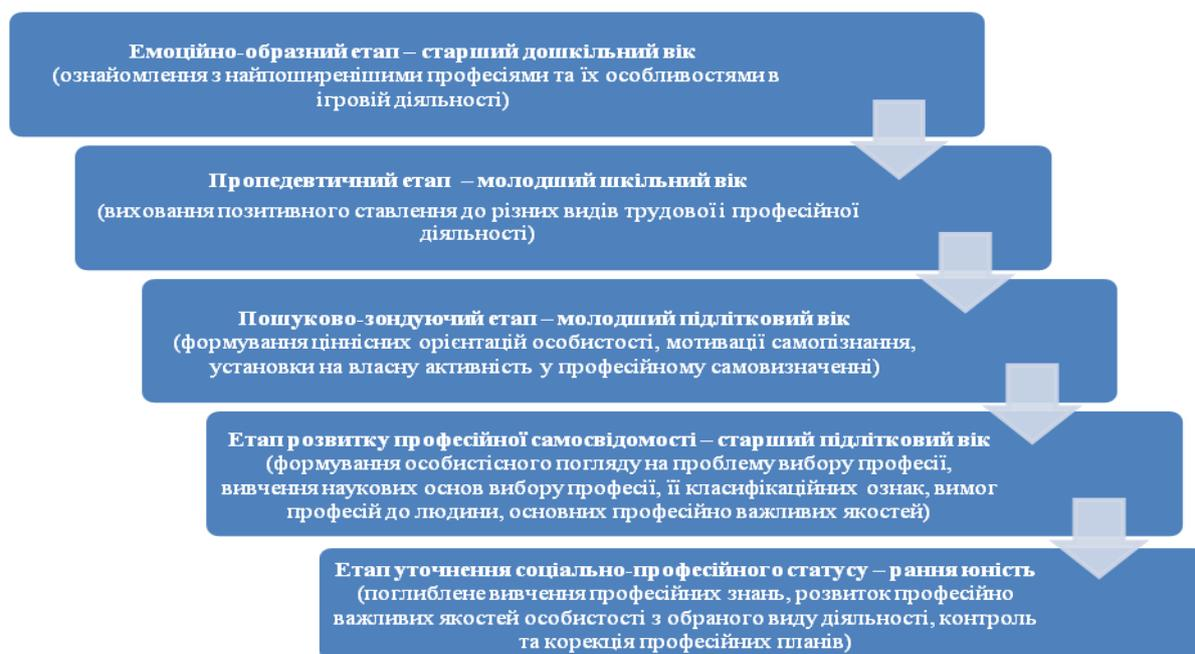 Емоційно-образний етап – старший дошкільний вік
(ознайомлення з найпоширенішими професіями та їх особливостями в
ігровій діяльності)
Пропедевтичний етап – молодший шкільний вік
(виховання позитивного ставлення до різних видів трудової і професійної
діяльності)
Пошуково-зондуючий етап – молодший підлітковий вік
(формування ціннісних орієнтацій особистості, мотивації самопізнання,
установки на власну активність у професійному самовизначенні)
Етап розвитку професійної самосвідомості – старший підлітковий вік
(формування особистісного погляду на проблему вибору професії,
вивчення наукових основ вибору професії, її класифікаційних ознак, вимог
професій до людини, основних професійно важливих якостей)
Етап уточнення соціально-професійного статусу – рання юність
(поглиблене вивчення професійних знань, розвиток професійно
важливих якостей особистості з обраного виду діяльності, контроль
та корекція професійних планів)